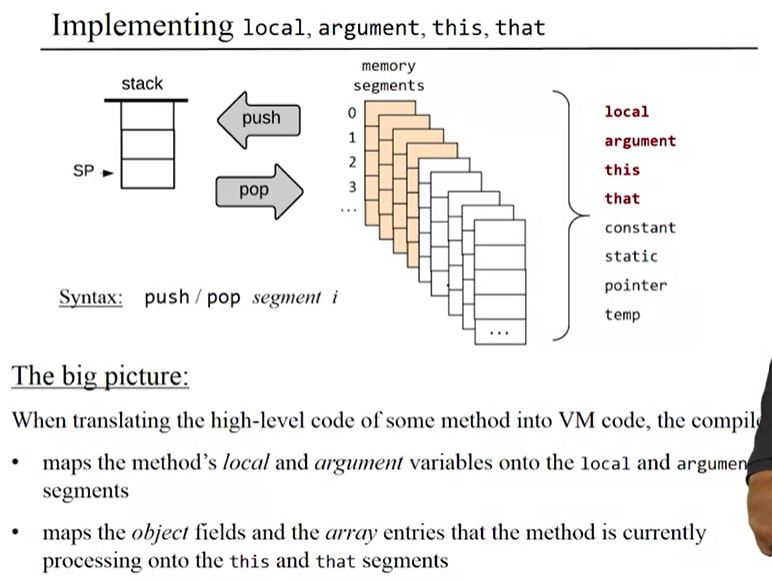 Implementing local, argument, this, that
memory
segments
stack
push
pop
SP
0
1
2
3
...
...
local
argument
this
that
constant
static
pointer
temp
Syntax: push / pop segment i
The big picture:
When translating the high-level code of some method into VM code, the compile
• maps the method's local and argument variables onto the local and argumen
segments
• maps the object fields and the array entries that the method is currently
processing onto the this and that segments